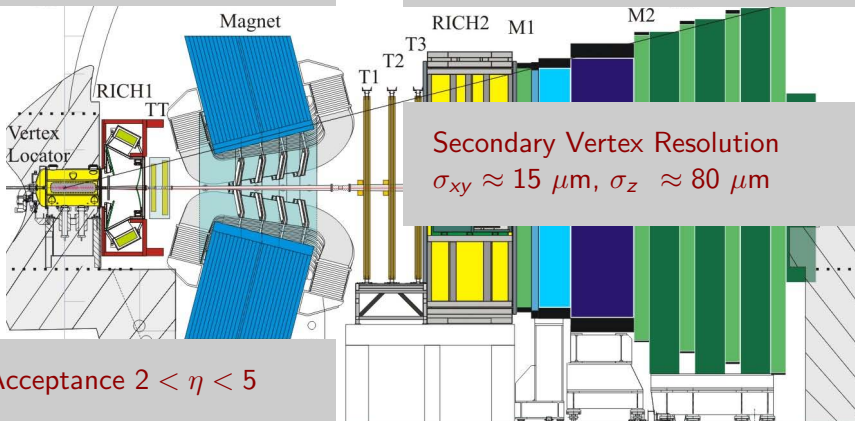 Magnet
RICH2
M1
M2
T3
T2
T1
RICH1
TT
Vertex
Locator
Secondary Vertex Resolution
σxy ≈ 15 μm, σz ≈ 80 μm
Acceptance 2 < η < 5